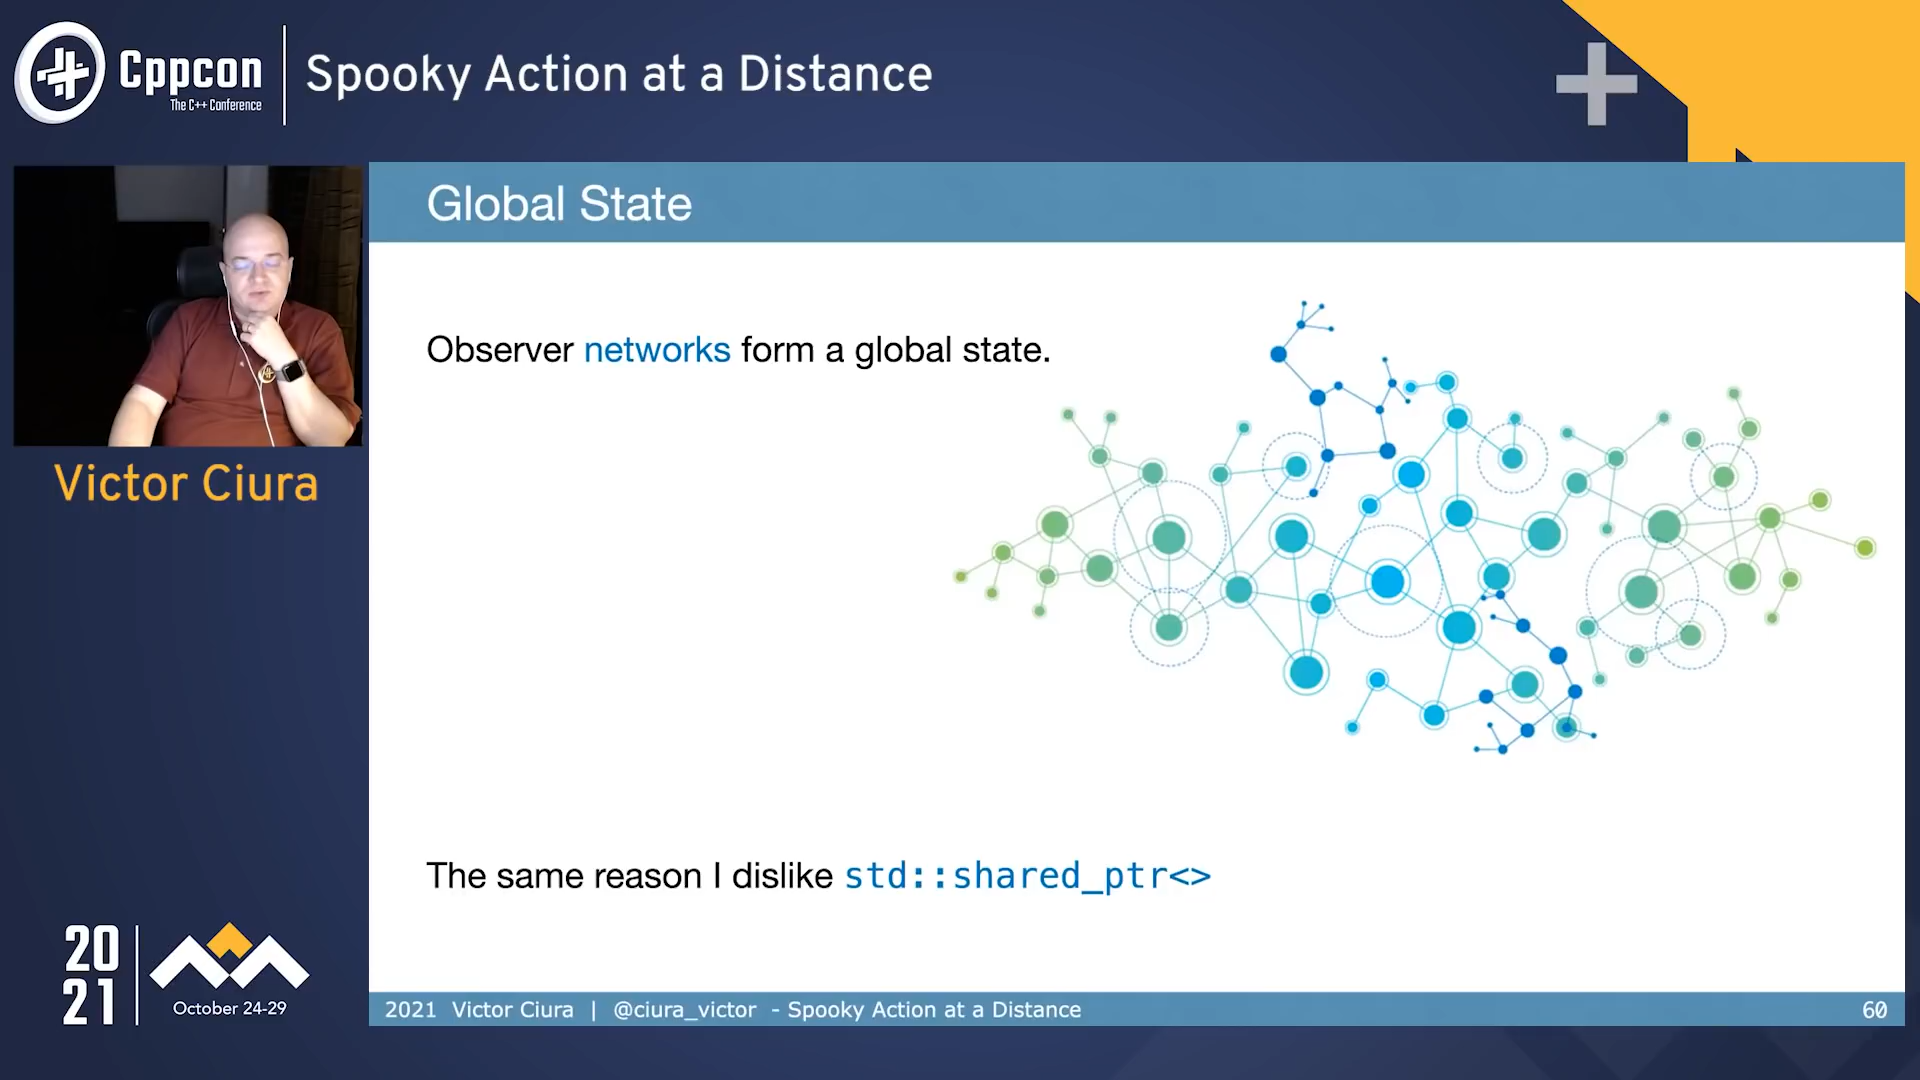 Cppcon
The C++ Conference
Spooky Action at a Distance
Global State
Observer networks form a global state.
Victor Ciura
The same reason I dislike std::shared_ptr<>
20
21
October 24-29
2021 Victor Ciura | @ciura_victor - Spooky Action at a Distance
60